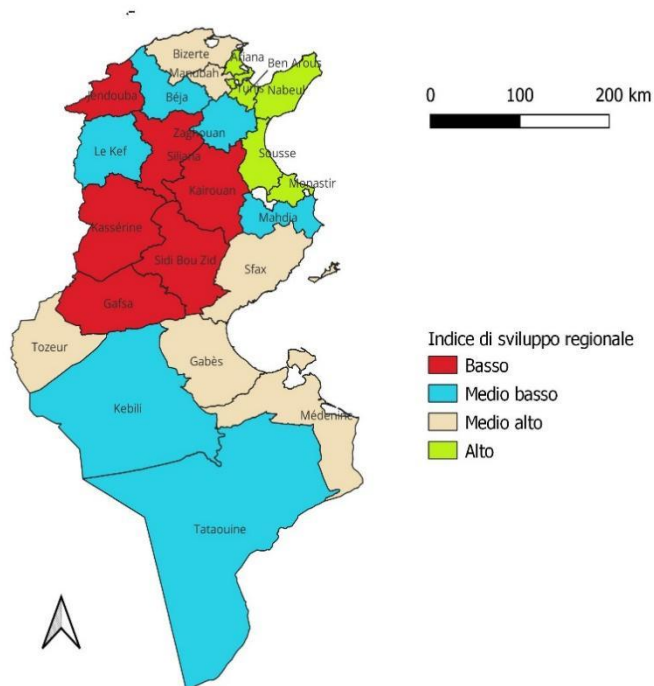 Bizerte
Ariana
Ben Arous
Manubah
Tunis
Nabeul
Jendouba
Béja
Zaghouan
Le Kef
Siliana
Sousse
Kairouan
Monastir
Mahdia
Kassérine
Sidi Bou Zid
Sfax
Gafsa
Tozeur
Gabès
Kebili
Médenine
Tataouine
0 100 200 km
Indice di sviluppo regionale
Basso
Medio basso
Medio alto
Alto